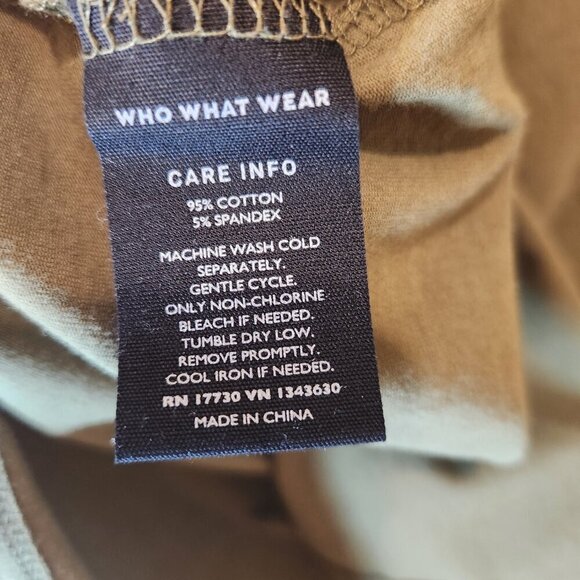 WHO WHAT WEAR
CARE INFO
95% COTTON
5% SPANDEX
MACHINE WASH COLD
SEPARATELY.
GENTLE CYCLE.
ONLY NON-CHLORINE
BLEACH IF NEEDED.
TUMBLE DRY LOW.
REMOVE PROMPTLY.
COOL IRON IF NEEDED.
RN 17730 VN 1343630
MADE IN CHINA